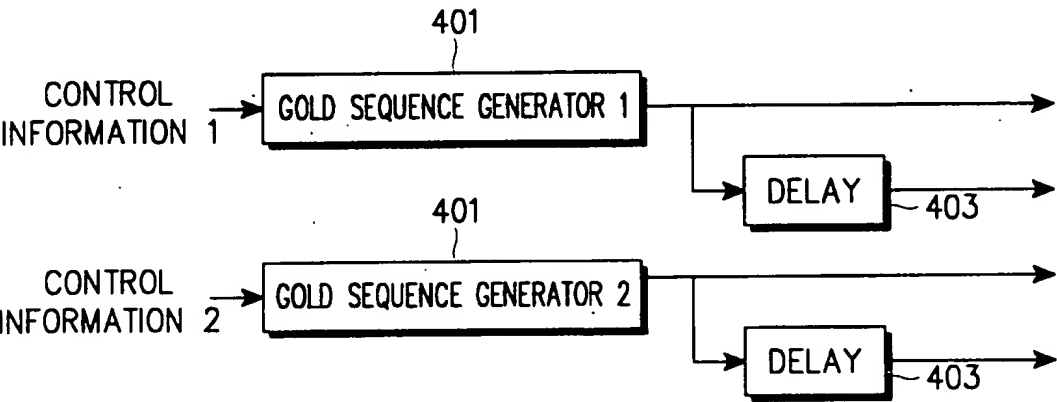 401
CONTROL
INFORMATION 1
GOLD SEQUENCE GENERATOR 1
DELAY
403
401
CONTROL
INFORMATION 2
GOLD SEQUENCE GENERATOR 2
DELAY
403